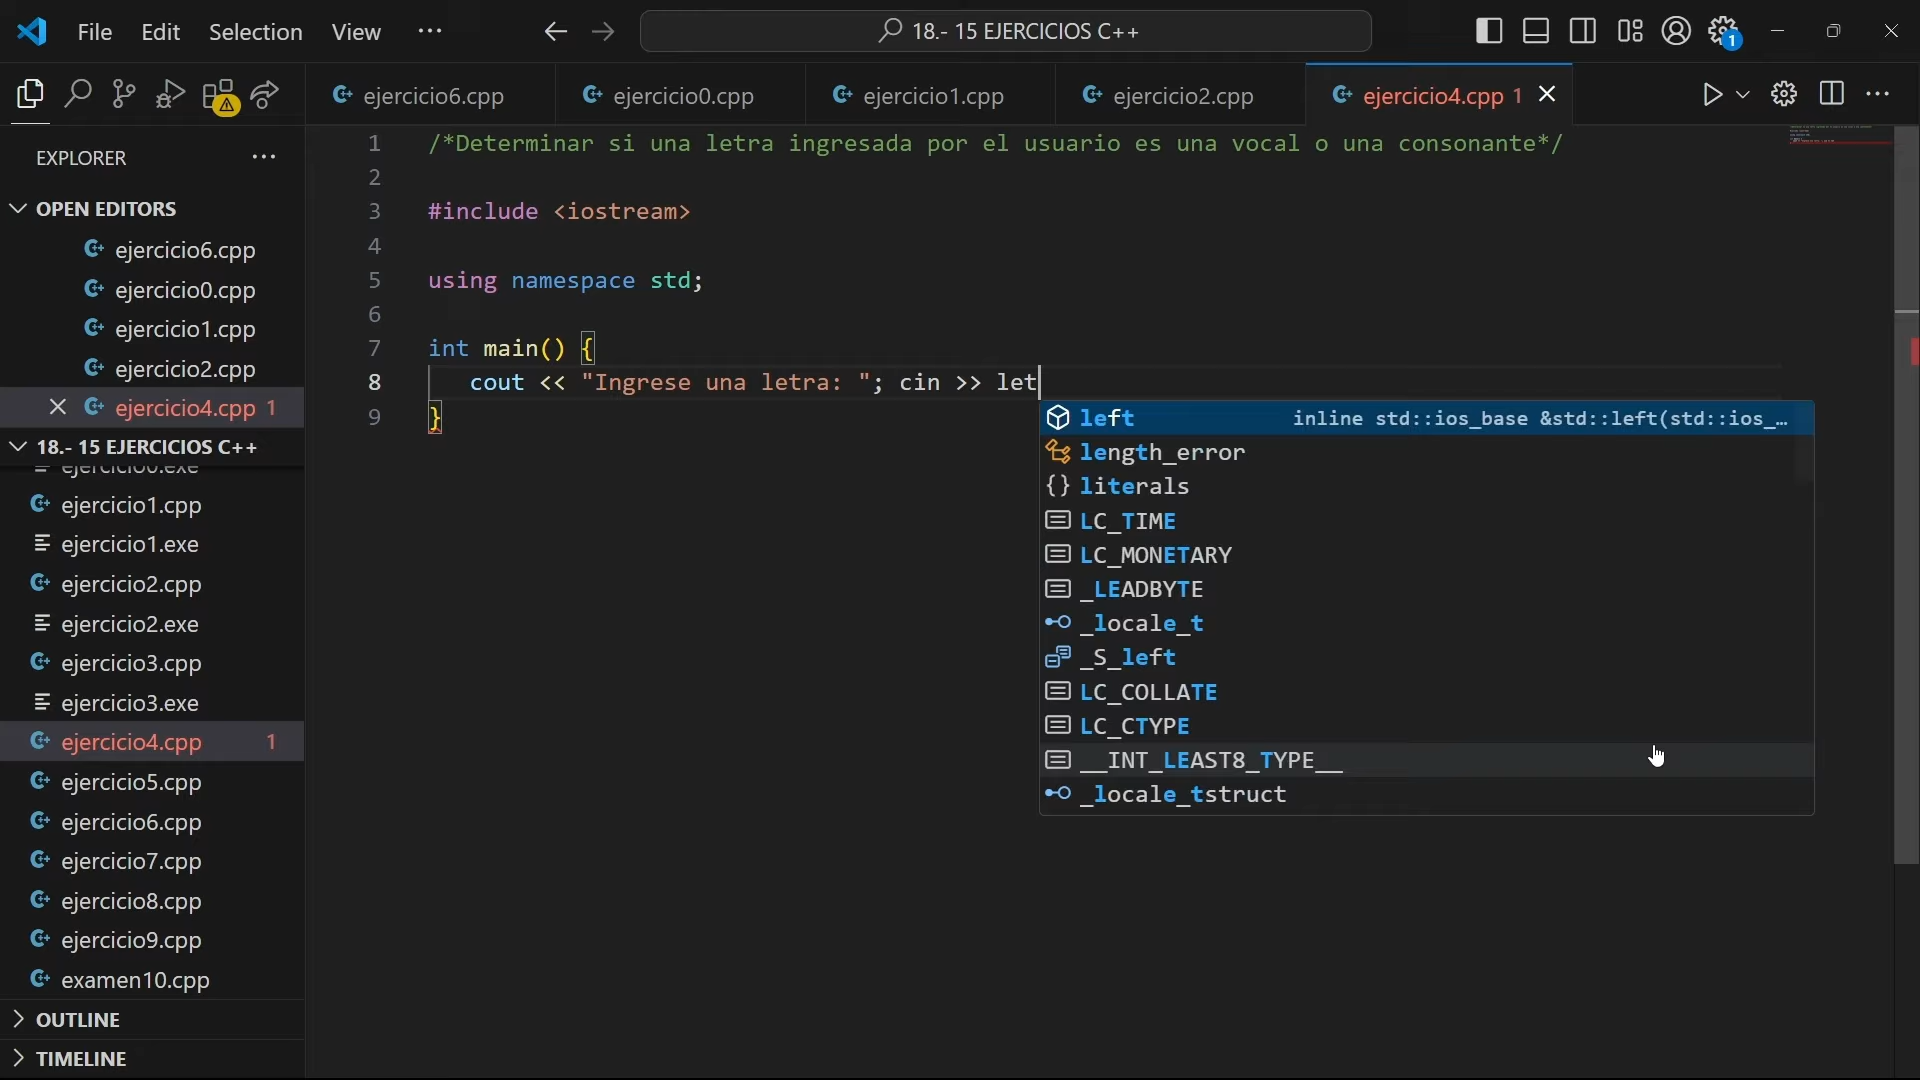 File Edit Selection View ··· 18.- 15 EJERCICIOS C++ 1
ejercicio6.cpp ejercicio0.cpp ejercicio1.cpp ejercicio2.cpp ejercicio4.cpp 1
EXPLORER
OPEN EDITORS
ejercicio6.cpp
ejercicio0.cpp
ejercicio1.cpp
ejercicio2.cpp
ejercicio4.cpp 1
18.- 15 EJERCICIOS C++
ejercicio0.exe
ejercicio1.cpp
ejercicio1.exe
ejercicio2.cpp
ejercicio2.exe
ejercicio3.cpp
ejercicio3.exe
ejercicio4.cpp 1
ejercicio5.cpp
ejercicio6.cpp
ejercicio7.cpp
ejercicio8.cpp
ejercicio9.cpp
examen10.cpp
OUTLINE
TIMELINE
1 /*Determinar si una letra ingresada por el usuario es una vocal o una consonante*/
2
3 #include <iostream>
4
5 using namespace std;
6
7 int main() {
8 cout << "Ingrese una letra: "; cin >> let
9 }
left inline std::ios_base &std::left(std::ios_…
length_error
literals
LC_TIME
LC_MONETARY
_LEADBYTE
_locale_t
_S_left
LC_COLLATE
LC_CTYPE
__INT_LEAST8_TYPE__
_locale_tstruct